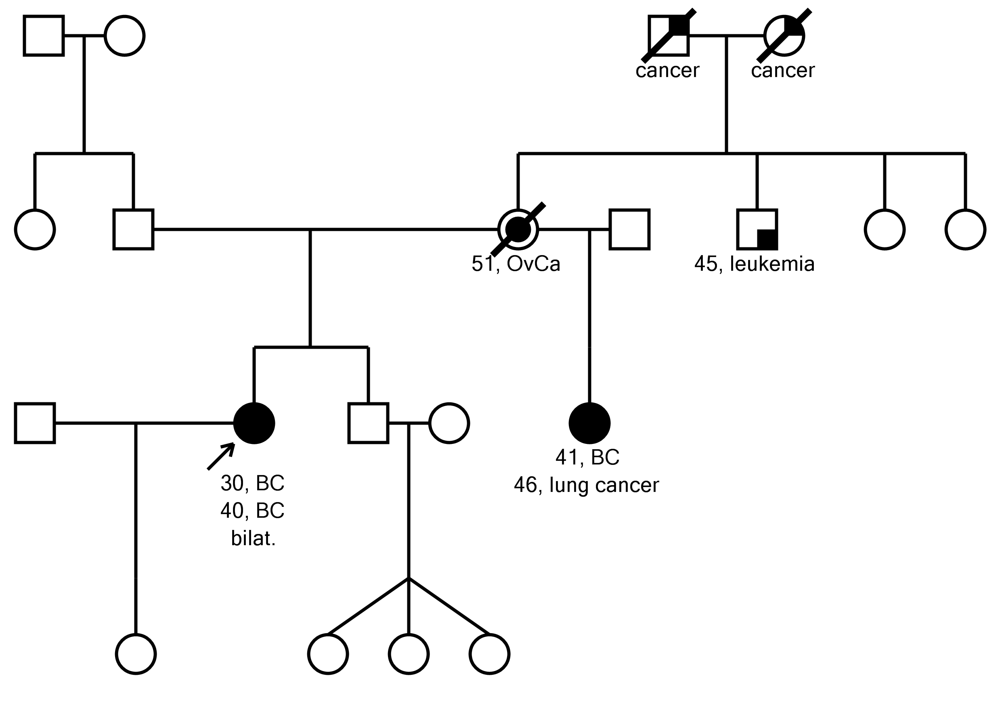 cancer
cancer
51, OvCa
45, leukemia
30, BC
40, BC
bilat.
41, BC
46, lung cancer